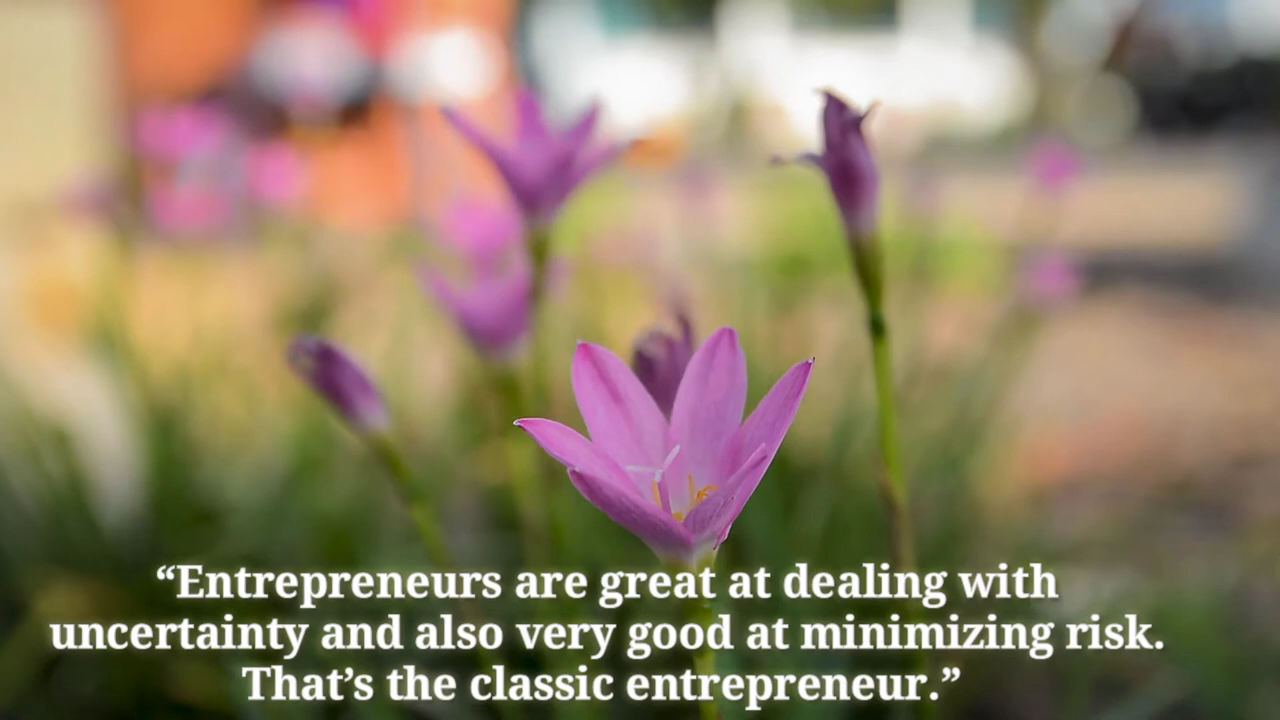 “Entrepreneurs are great at dealing with
uncertainty and also very good at minimizing risk.
That’s the classic entrepreneur.”